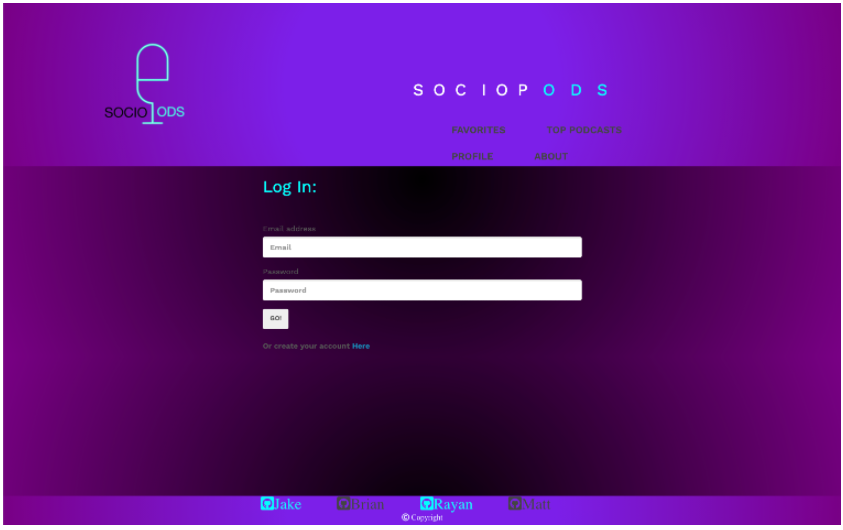 SOCIO ODS
SOCIOPODS
FAVORITES TOP PODCASTS
PROFILE ABOUT
Log In:
Email address
Email
Password
Password
GO!
Or create your account Here
Jake Brian Rayan Matt
© Copyright